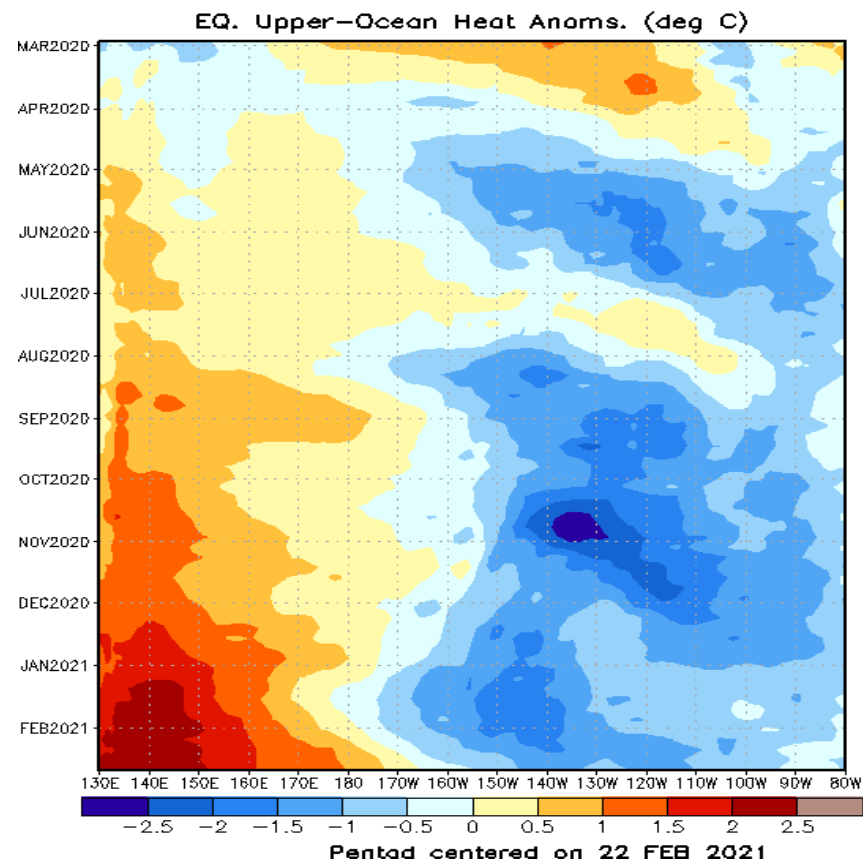 EQ. Upper-Ocean Heat Anams. (deg C)
MAR2020
APR2020
MAY2020
JUN2020
JUL2020
AUG2020
SEP2020
OCT2020
NOV2020
DEC2020
JAN2021
FEB2021
130E 140E 150E 160E 170E 180 170W 160W 150W 140W 130W 120W 110W 100W 90W 80W
-2.5 -2 -1.5 -1 -0.5 0 0.5 1 1.5 2 2.5
Pentad centered on 22 FEB 2021